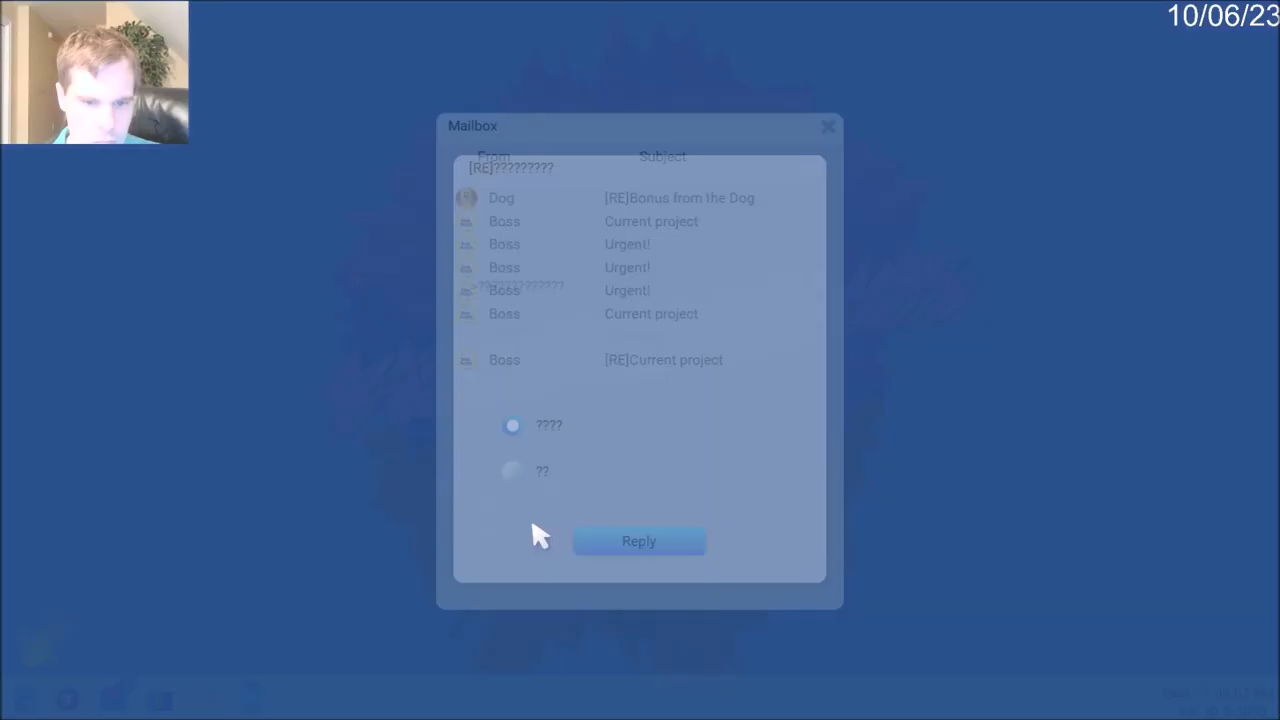 10/06/23
Mailbox
From Subject
[RE]?????????
Dog [RE]Bonus from the Dog
Boss Current project
Boss Urgent!
Boss Urgent!
>?????????????
Boss Urgent!
Boss Current project
Boss [RE]Current project
????
??
Reply